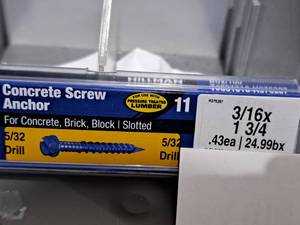 HILLMAN
Concrete Screw
Anchor
FOR USE WITH
PRESSURE TREATED
LUMBER
11
For Concrete, Brick, Block | Slotted
5/32
Drill
5/32
Drill
3/16x
1 3/4
.43ea | 24.99bx